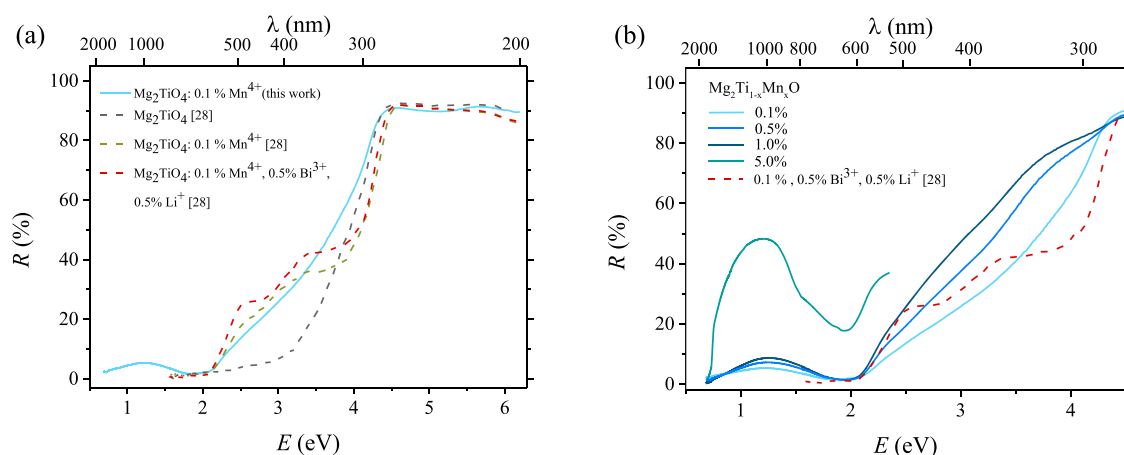 (a)
λ (nm)
2000 1000 500 400 300 200
100
80
60
40
20
0
R (%)
Mg₂TiO₄: 0.1 % Mn⁴⁺(this work)
Mg₂TiO₄ [28]
Mg₂TiO₄: 0.1 % Mn⁴⁺ [28]
Mg₂TiO₄: 0.1 % Mn⁴⁺, 0.5% Bi³⁺,
0.5% Li⁺ [28]
1 2 3 4 5 6
E (eV)
(b)
λ (nm)
2000 1000 800 600 500 400 300
100
80
60
40
20
0
R (%)
Mg₂Ti₁₋ₓMnₓO
0.1%
0.5%
1.0%
5.0%
0.1 % , 0.5% Bi³⁺, 0.5% Li⁺ [28]
1 2 3 4
E (eV)